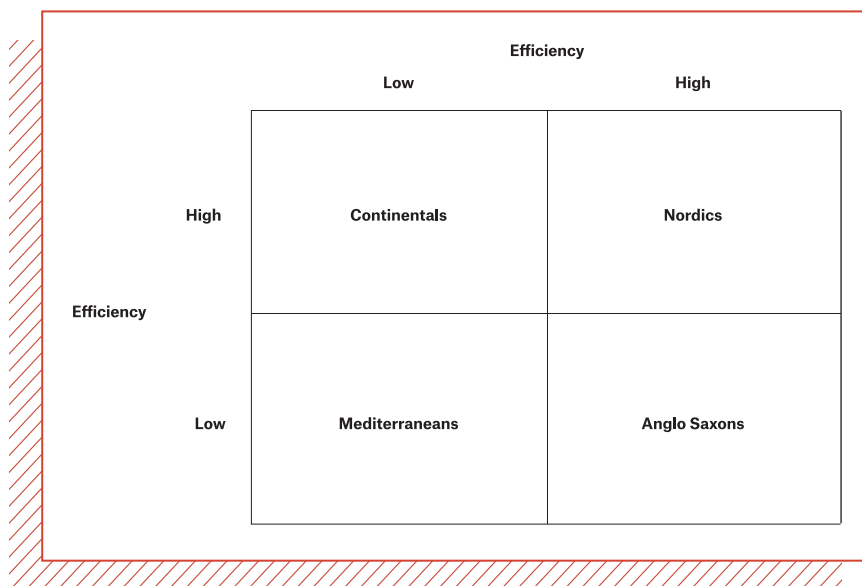 Efficiency
Low High
High Continentals Nordics
Efficiency
Low Mediterraneans Anglo Saxons